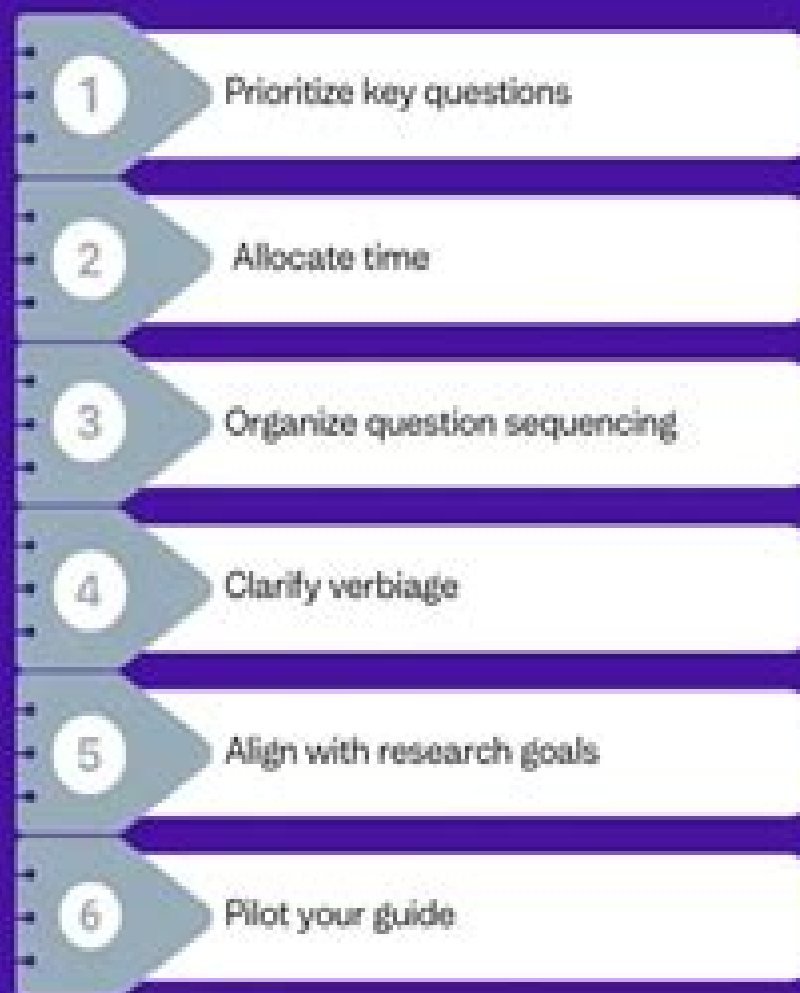 1 Prioritize key questions
2 Allocate time
3 Organize question sequencing
4 Clarify verbiage
5 Align with research goals
6 Pilot your guide